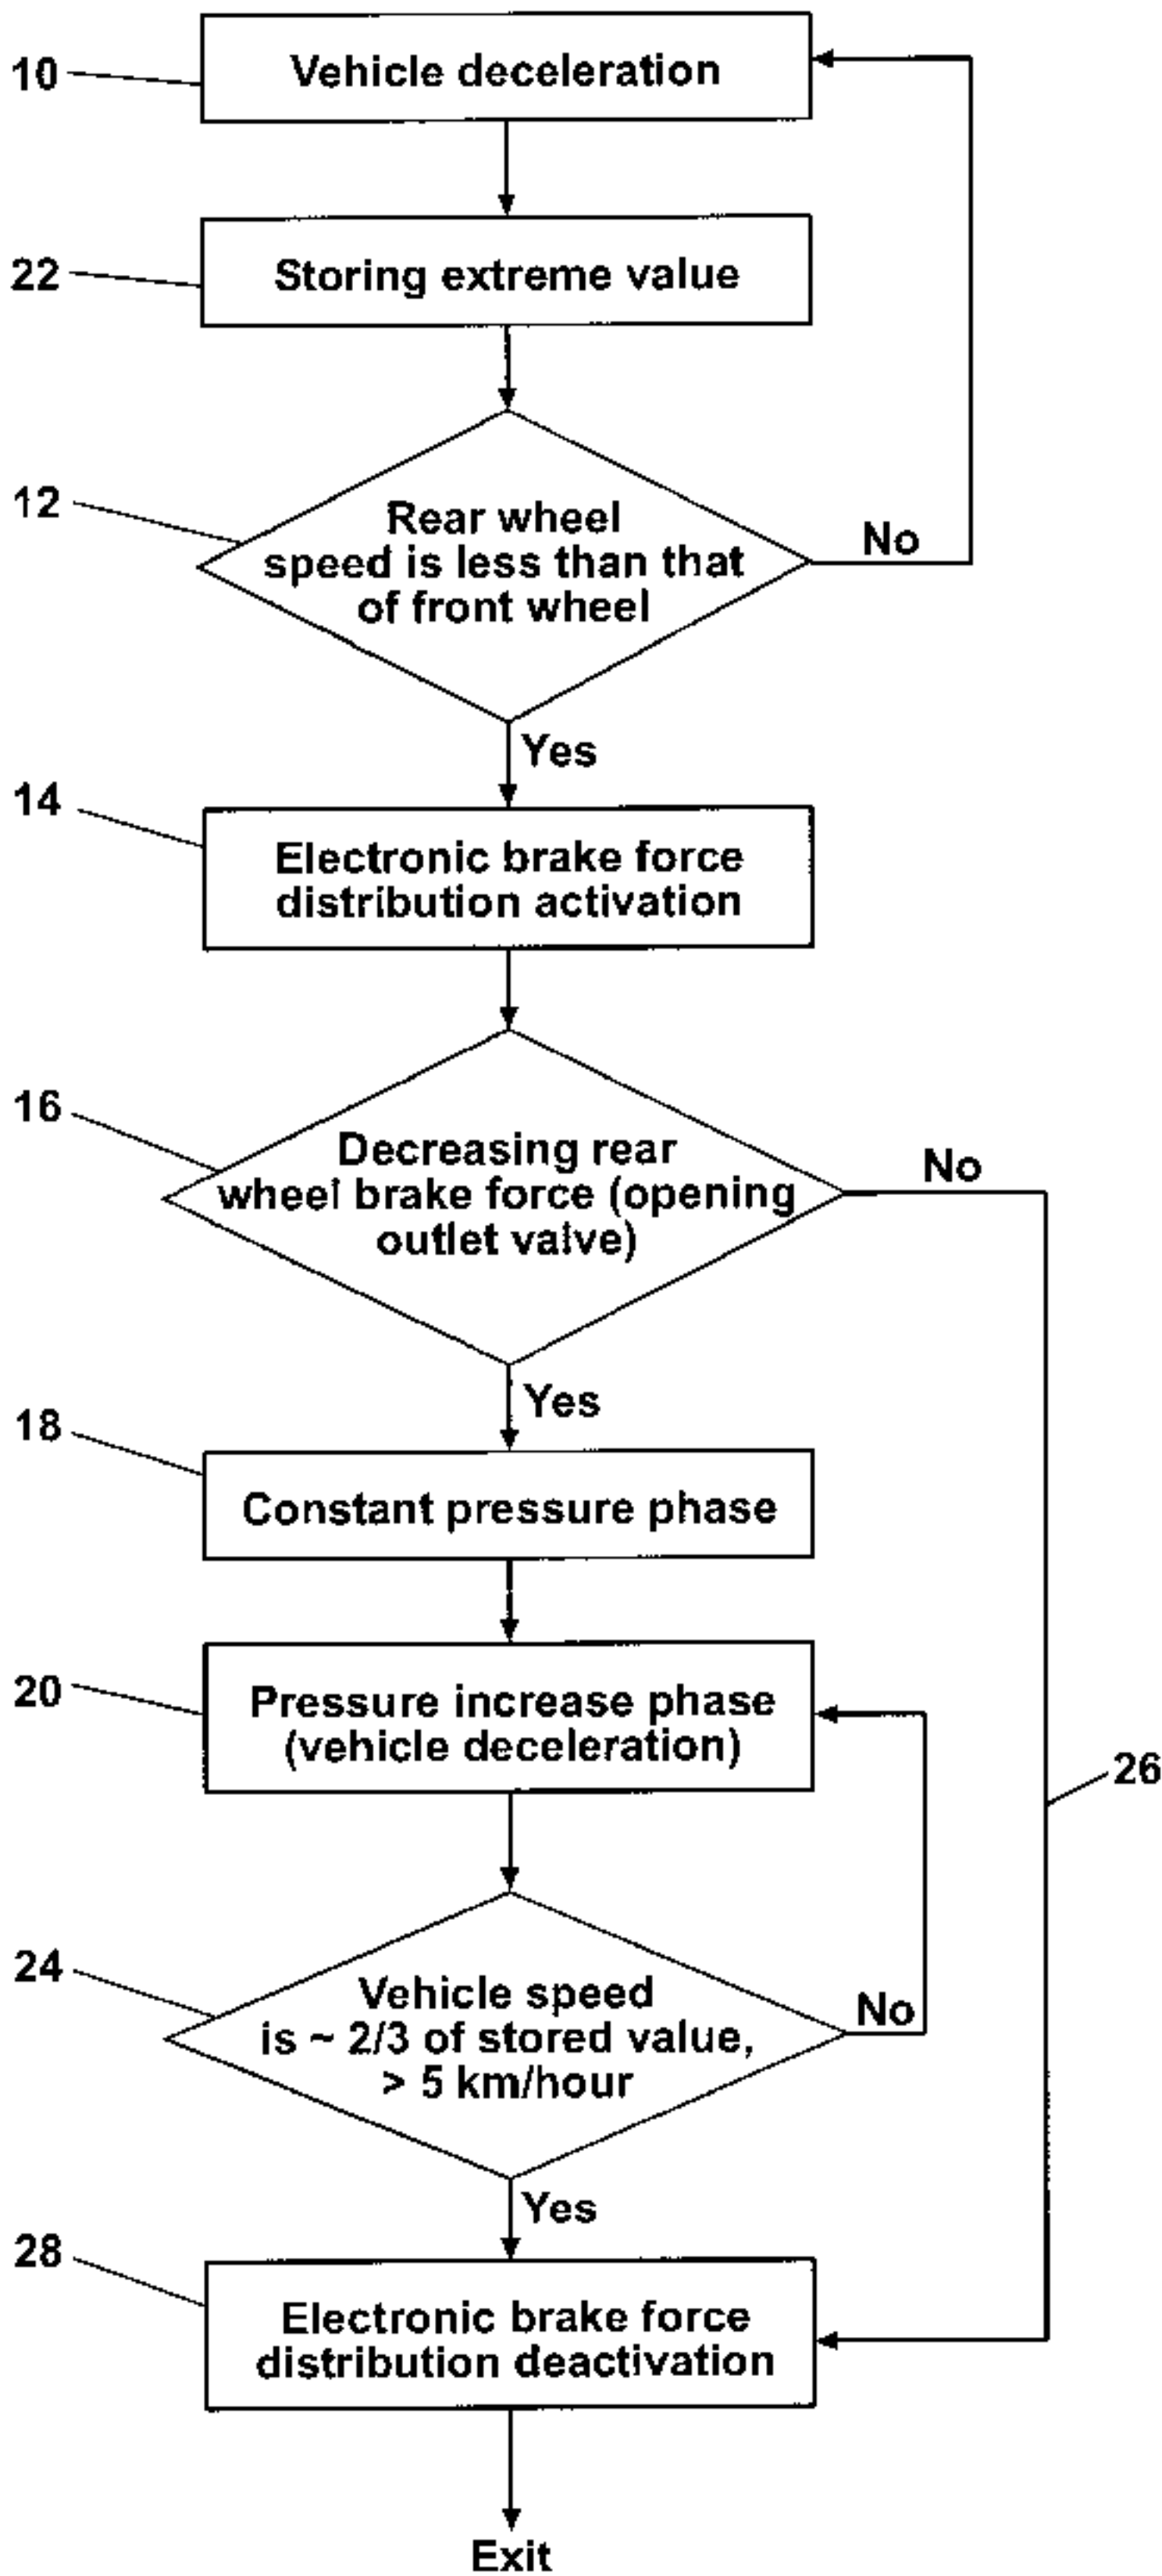 10
Vehicle deceleration
22
Storing extreme value
12
Rear wheel
speed is less than that
of front wheel
No
Yes
14
Electronic brake force
distribution activation
16
Decreasing rear
wheel brake force (opening
outlet valve)
No
Yes
18
Constant pressure phase
20
Pressure increase phase
(vehicle deceleration)
26
24
Vehicle speed
is ~ 2/3 of stored value,
> 5 km/hour
No
Yes
28
Electronic brake force
distribution deactivation
Exit